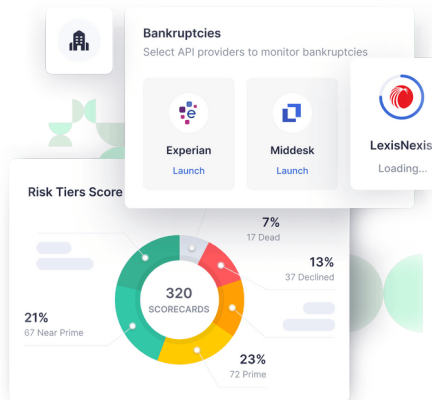 Bankruptcies
Select API providers to monitor bankruptcies
Experian
Launch
Middesk
Launch
LexisNexis
Loading...
Risk Tiers Score
7%
17 Dead
13%
37 Declined
320
SCORECARDS
21%
67 Near Prime
23%
72 Prime